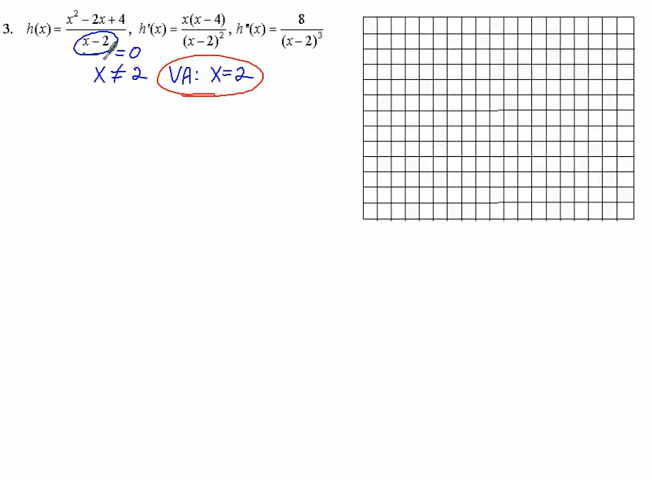 3. h(x) = (x² − 2x + 4)/(x − 2), h'(x) = x(x − 4)/(x − 2)², h''(x) = 8/(x − 2)³
= 0
X ≠ 2 VA: X = 2